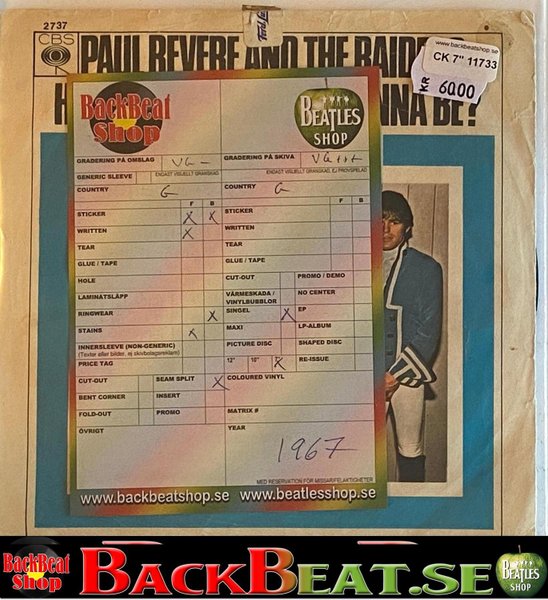 2737
CBS
PAUL REVERE AND THE
NNA BE?
www.backbeatshop.se
CK 7" 11733
KR 60.00
BackBeat
Shop
BEATLES
SHOP
GRADERING PÅ OMSLAG VG-
GRADERING PÅ SKIVA VG+++
GENERIC SLEEVE
ENDAST VISUELLT GRANSKAD
ENDAST VISUELLT GRANSKAD, EJ PROVSPELAD
COUNTRY G
COUNTRY G
F B
F B
STICKER X X
STICKER
WRITTEN X
WRITTEN
TEAR
TEAR
GLUE / TAPE
GLUE / TAPE
HOLE
CUT-OUT
PROMO / DEMO
LAMINATSLÄPP
VÄRMESKADA /
VINYLBUBBLOR
NO CENTER
RINGWEAR X
SINGEL X
EP
STAINS X
MAXI
LP-ALBUM
INNERSLEEVE (NON-GENERIC)
(Texter eller bilder, ej skivbolagsreklam)
PICTURE DISC
SHAPED DISC
PRICE TAG
12" 10" 7" X
RE-ISSUE
CUT-OUT
SEAM SPLIT X
COLOURED VINYL
BENT CORNER
INSERT
FOLD-OUT
PROMO
MATRIX #
ÖVRIGT
YEAR
1967
MED RESERVATION FÖR MISSAR/FELAKTIGHETER
www.backbeatshop.se www.beatlesshop.se
BackBeat
Shop
BACKBEAT.SE
BEATLES
SHOP